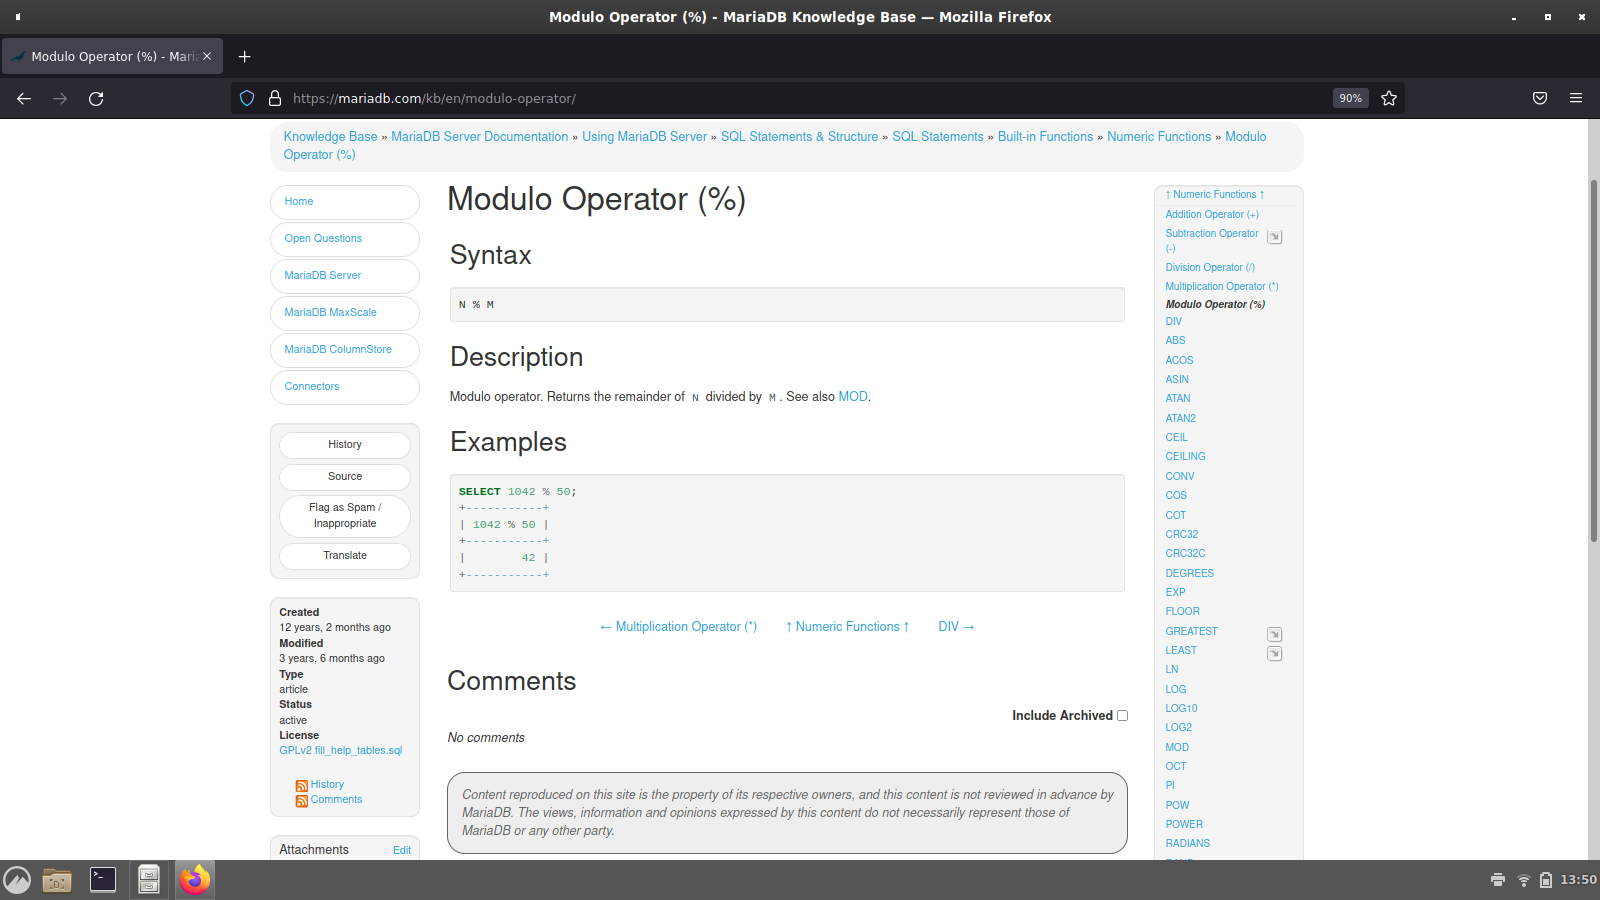 Modulo Operator (%) - MariaDB Knowledge Base — Mozilla Firefox
Modulo Operator (%) - Maria
https://mariadb.com/kb/en/modulo-operator/
90%
Knowledge Base » MariaDB Server Documentation » Using MariaDB Server » SQL Statements & Structure » SQL Statements » Built-in Functions » Numeric Functions » Modulo
Operator (%)
Home
Open Questions
MariaDB Server
MariaDB MaxScale
MariaDB ColumnStore
Connectors
History
Source
Flag as Spam /
Inappropriate
Translate
Created
12 years, 2 months ago
Modified
3 years, 6 months ago
Type
article
Status
active
License
GPLv2 fill_help_tables.sql
History
Comments
Attachments Edit
Modulo Operator (%)
Syntax
N % M
Description
Modulo operator. Returns the remainder of N divided by M . See also MOD.
Examples
SELECT 1042 % 50;
+-----------+
| 1042 % 50 |
+-----------+
|        42 |
+-----------+
← Multiplication Operator (*) ↑ Numeric Functions ↑ DIV →
Comments
Include Archived
No comments
Content reproduced on this site is the property of its respective owners, and this content is not reviewed in advance by
MariaDB. The views, information and opinions expressed by this content do not necessarily represent those of
MariaDB or any other party.
↑ Numeric Functions ↑
Addition Operator (+)
Subtraction Operator
(-)
Division Operator (/)
Multiplication Operator (*)
Modulo Operator (%)
DIV
ABS
ACOS
ASIN
ATAN
ATAN2
CEIL
CEILING
CONV
COS
COT
CRC32
CRC32C
DEGREES
EXP
FLOOR
GREATEST
LEAST
LN
LOG
LOG10
LOG2
MOD
OCT
PI
POW
POWER
RADIANS
13:50